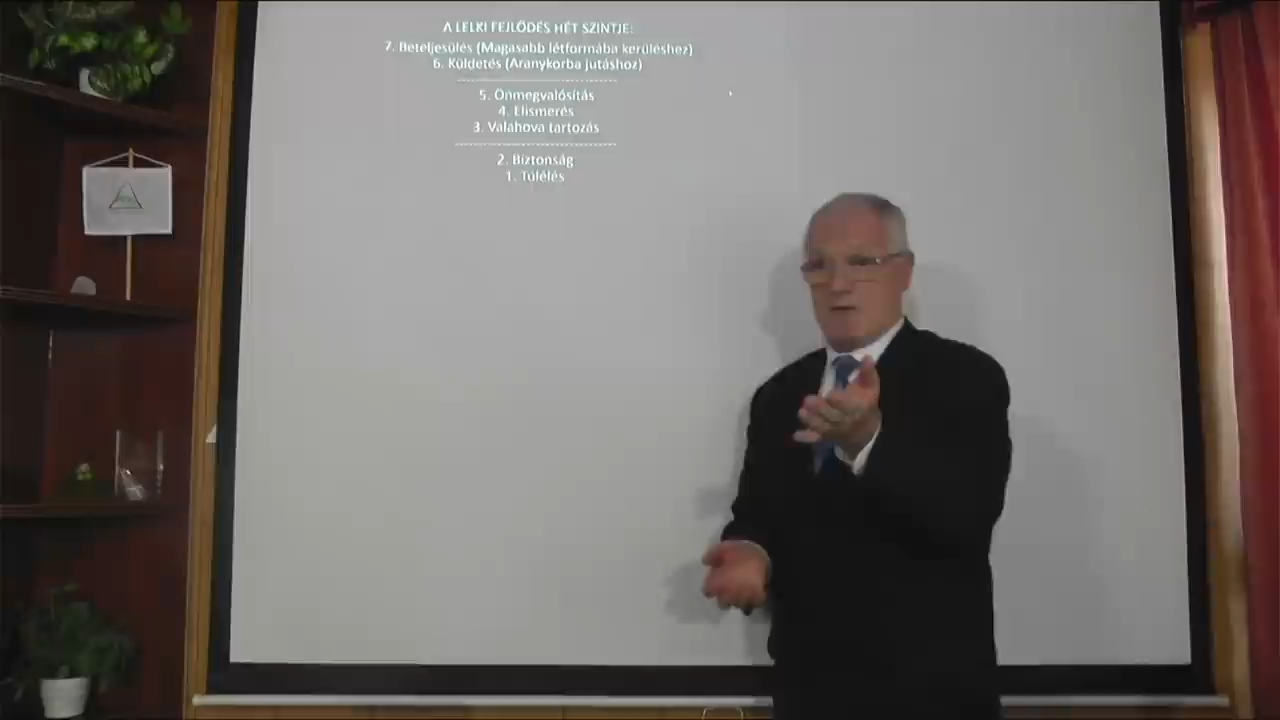 A LELKI FEJLŐDÉS HÉT SZINTJE:
7. Beteljesülés (Magasabb létformába kerüléshez)
6. Küldetés (Aranykorba jutáshoz)
--------------------------------
5. Önmegvalósítás
4. Elismerés
3. Valahova tartozás
--------------------------------
2. Biztonság
1. Túlélés